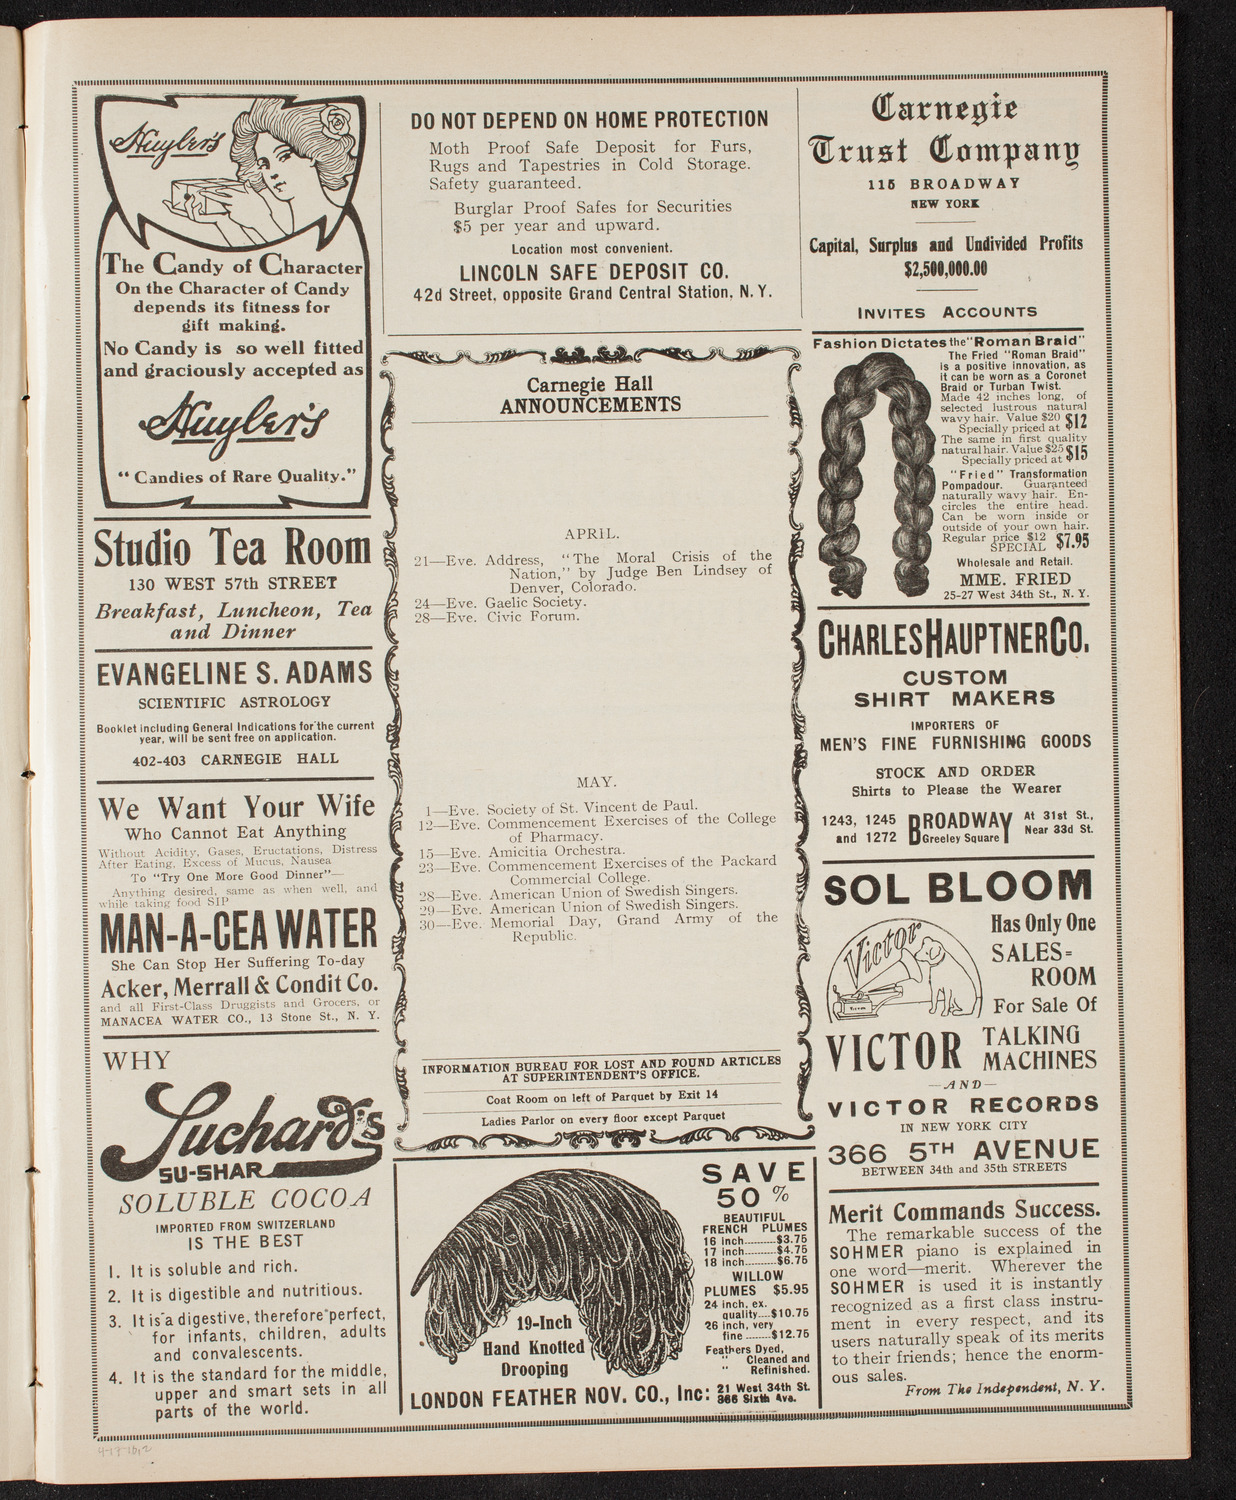 Huyler's
The Candy of Character
On the Character of Candy
depends its fitness for
gift making.
No Candy is so well fitted
and graciously accepted as
Huyler's
"Candies of Rare Quality."
Studio Tea Room
130 WEST 57th STREET
Breakfast, Luncheon, Tea
and Dinner
EVANGELINE S. ADAMS
SCIENTIFIC ASTROLOGY
Booklet including General Indications for the current
year, will be sent free on application.
402-403 CARNEGIE HALL
We Want Your Wife
Who Cannot Eat Anything
Without Acidity, Gases, Eructations, Distress
After Eating, Excess of Mucus, Nausea
To "Try One More Good Dinner"—
Anything desired, same as when well, and
while taking food SIP
MAN-A-CEA WATER
She Can Stop Her Suffering To-day
Acker, Merrall & Condit Co.
and all First-Class Druggists and Grocers, or
MANACEA WATER CO., 13 Stone St., N. Y.
WHY
Suchard's
SU-SHAR
SOLUBLE COCOA
IMPORTED FROM SWITZERLAND
IS THE BEST
1. It is soluble and rich.
2. It is digestible and nutritious.
3. It is a digestive, therefore perfect,
for infants, children, adults
and convalescents.
4. It is the standard for the middle,
upper and smart sets in all
parts of the world.
DO NOT DEPEND ON HOME PROTECTION
Moth Proof Safe Deposit for Furs,
Rugs and Tapestries in Cold Storage.
Safety guaranteed.
Burglar Proof Safes for Securities
$5 per year and upward.
Location most convenient.
LINCOLN SAFE DEPOSIT CO.
42d Street, opposite Grand Central Station, N. Y.
Carnegie Hall
ANNOUNCEMENTS
APRIL.
21—Eve. Address, "The Moral Crisis of the
Nation," by Judge Ben Lindsey of
Denver, Colorado.
24—Eve. Gaelic Society.
28—Eve. Civic Forum.
MAY.
1—Eve. Society of St. Vincent de Paul.
12—Eve. Commencement Exercises of the College
of Pharmacy.
15—Eve. Amicitia Orchestra.
23—Eve. Commencement Exercises of the Packard
Commercial College.
28—Eve. American Union of Swedish Singers.
29—Eve. American Union of Swedish Singers.
30—Eve. Memorial Day, Grand Army of the
Republic.
INFORMATION BUREAU FOR LOST AND FOUND ARTICLES
AT SUPERINTENDENT'S OFFICE.
Coat Room on left of Parquet by Exit 14
Ladies Parlor on every floor except Parquet
19-Inch
Hand Knotted
Drooping
SAVE
50%
BEAUTIFUL
FRENCH PLUMES
16 inch..........$3.75
17 inch..........$4.75
18 inch..........$6.75
WILLOW
PLUMES $5.95
24 inch, ex.
quality....$10.75
26 inch, very
fine ........$12.75
Feathers Dyed,
" Cleaned and
" Refinished.
LONDON FEATHER NOV. CO., Inc: 21 West 34th St.
366 Sixth Ave.
Carnegie
Trust Company
115 BROADWAY
NEW YORK
Capital, Surplus and Undivided Profits
$2,500,000.00
INVITES ACCOUNTS
Fashion Dictates the "Roman Braid"
The Fried "Roman Braid"
is a positive innovation, as
it can be worn as a Coronet
Braid or Turban Twist.
Made 42 inches long, of
selected lustrous natural
wavy hair. Value $20
Specially priced at $12
The same in first quality
natural hair. Value $25
Specially priced at $15
"Fried" Transformation
Pompadour. Guaranteed
naturally wavy hair. En-
circles the entire head.
Can be worn inside or
outside of your own hair.
Regular price $12
SPECIAL $7.95
Wholesale and Retail.
MME. FRIED
25-27 West 34th St., N. Y.
CHARLES HAUPTNER CO.
CUSTOM
SHIRT MAKERS
IMPORTERS OF
MEN'S FINE FURNISHING GOODS
STOCK AND ORDER
Shirts to Please the Wearer
1243, 1245
and 1272 BROADWAY
Greeley Square
At 31st St.,
Near 33d St.
SOL BLOOM
Victor
Has Only One
SALES-
ROOM
For Sale Of
VICTOR TALKING
MACHINES
—AND—
VICTOR RECORDS
IN NEW YORK CITY
366 5TH AVENUE
BETWEEN 34th and 35th STREETS
Merit Commands Success.
The remarkable success of the
SOHMER piano is explained in
one word—merit. Wherever the
SOHMER is used it is instantly
recognized as a first class instru-
ment in every respect, and its
users naturally speak of its merits
to their friends; hence the enorm-
ous sales.
From The Independent, N. Y.